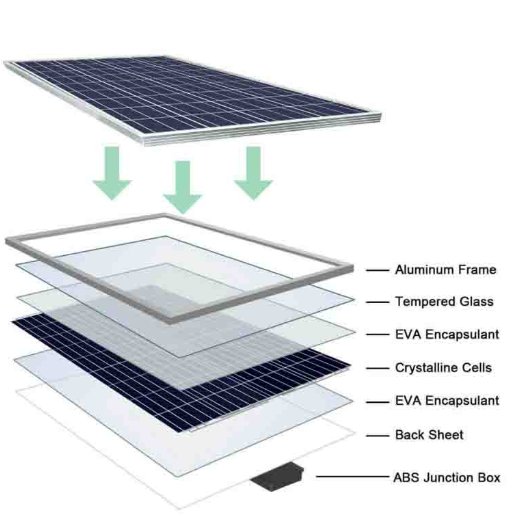 Aluminum Frame
Tempered Glass
EVA Encapsulant
Crystalline Cells
EVA Encapsulant
Back Sheet
ABS Junction Box